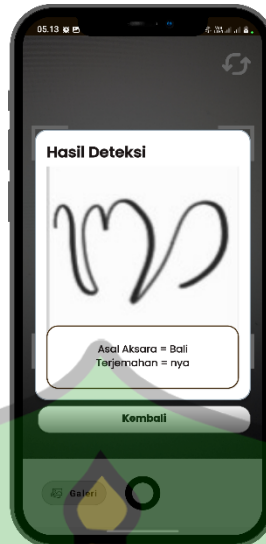 05.13
Hasil Deteksi
Asal Aksara = Bali
Terjemahan = nya
Kembali
Galeri